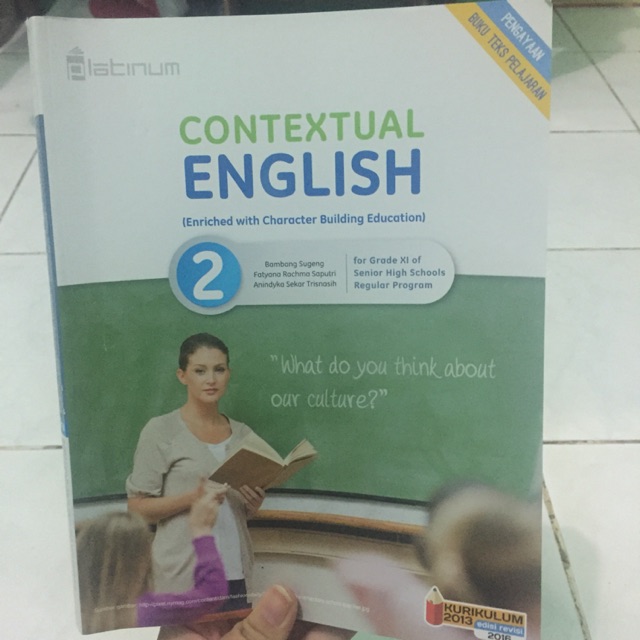 Platinum
PENGAYAAN
BUKU TEKS PELAJARAN
CONTEXTUAL
ENGLISH
(Enriched with Character Building Education)
2
Bambang Sugeng
Fatyana Rachma Saputri
Anindyka Sekar Trisnasih
for Grade XI of
Senior High Schools
Regular Program
"What do you think about
our culture?"
KURIKULUM
2013 edisi revisi
2016